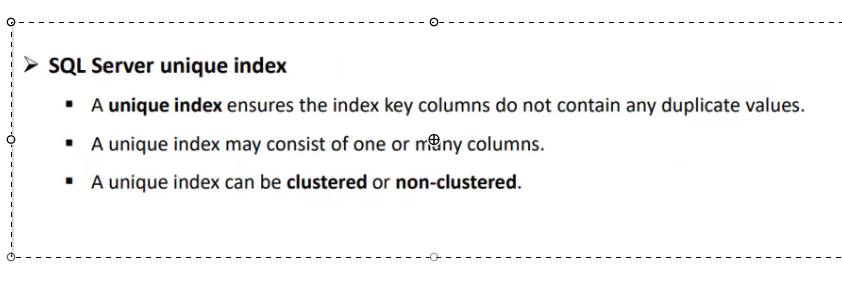 ➢ SQL Server unique index
▪ A unique index ensures the index key columns do not contain any duplicate values.
▪ A unique index may consist of one or many columns.
▪ A unique index can be clustered or non-clustered.